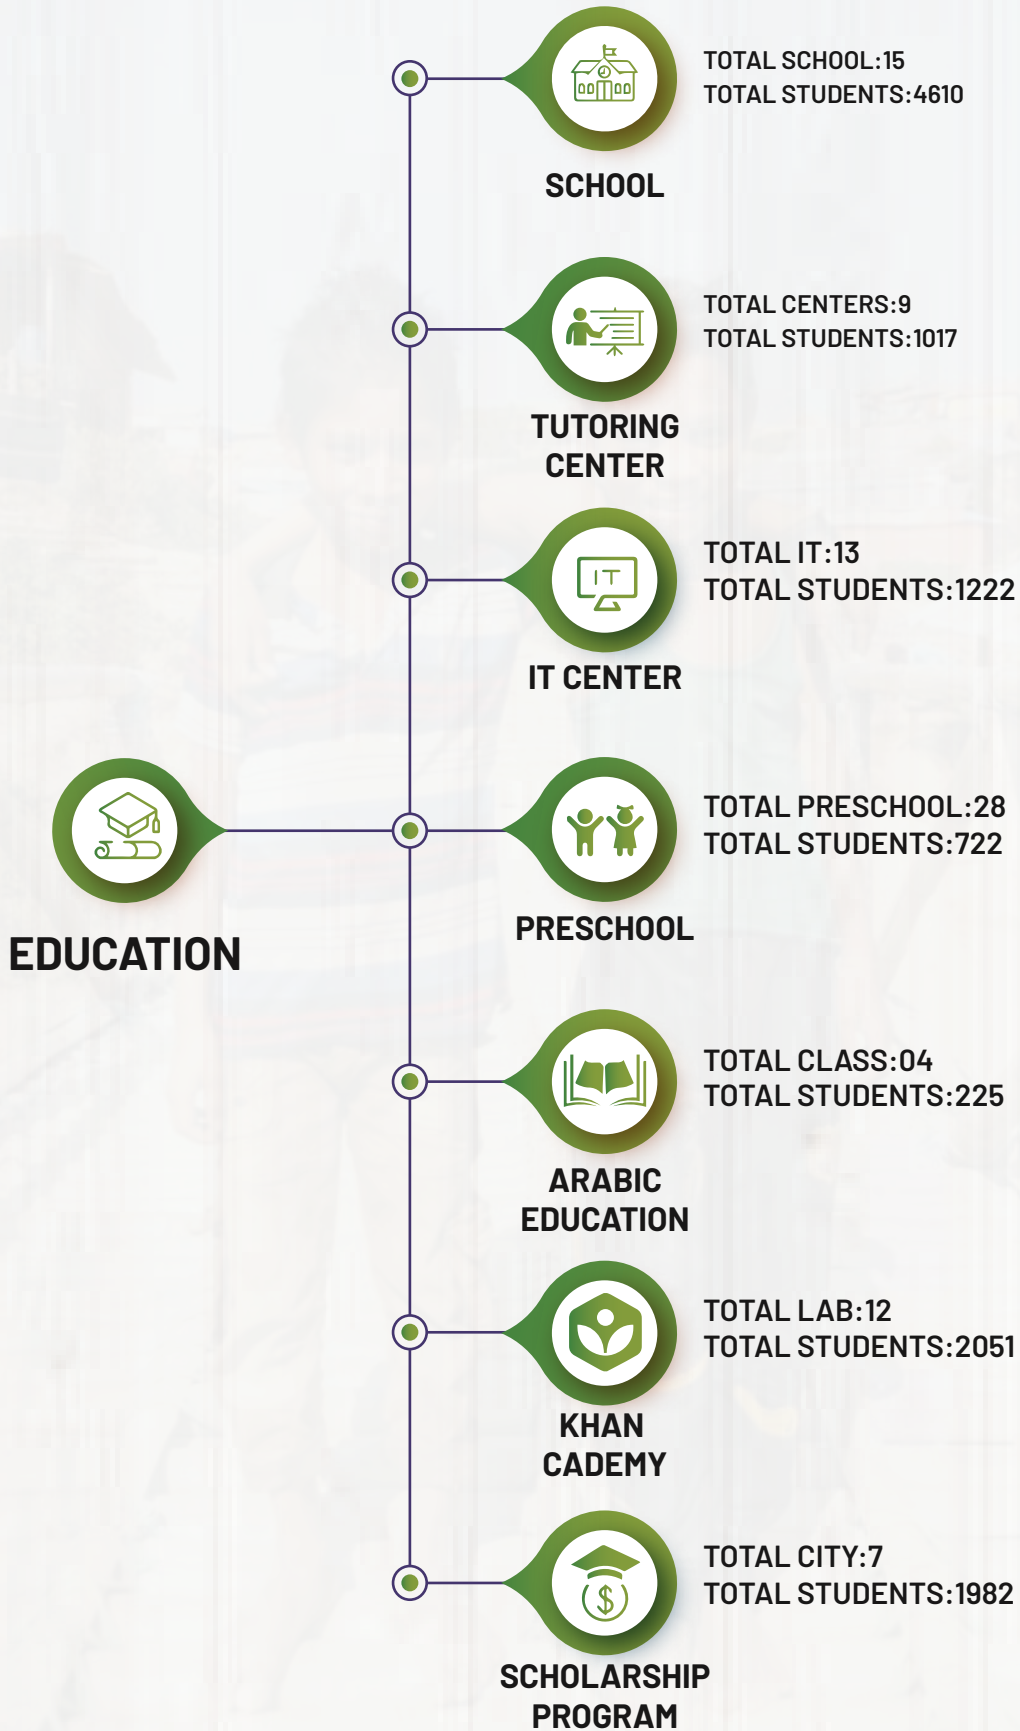 TOTAL SCHOOL:15
TOTAL STUDENTS:4610
SCHOOL
TOTAL CENTERS:9
TOTAL STUDENTS:1017
TUTORING
CENTER
IT
TOTAL IT:13
TOTAL STUDENTS:1222
IT CENTER
TOTAL PRESCHOOL:28
TOTAL STUDENTS:722
PRESCHOOL
EDUCATION
TOTAL CLASS:04
TOTAL STUDENTS:225
ARABIC
EDUCATION
TOTAL LAB:12
TOTAL STUDENTS:2051
KHAN
CADEMY
TOTAL CITY:7
TOTAL STUDENTS:1982
$
SCHOLARSHIP
PROGRAM